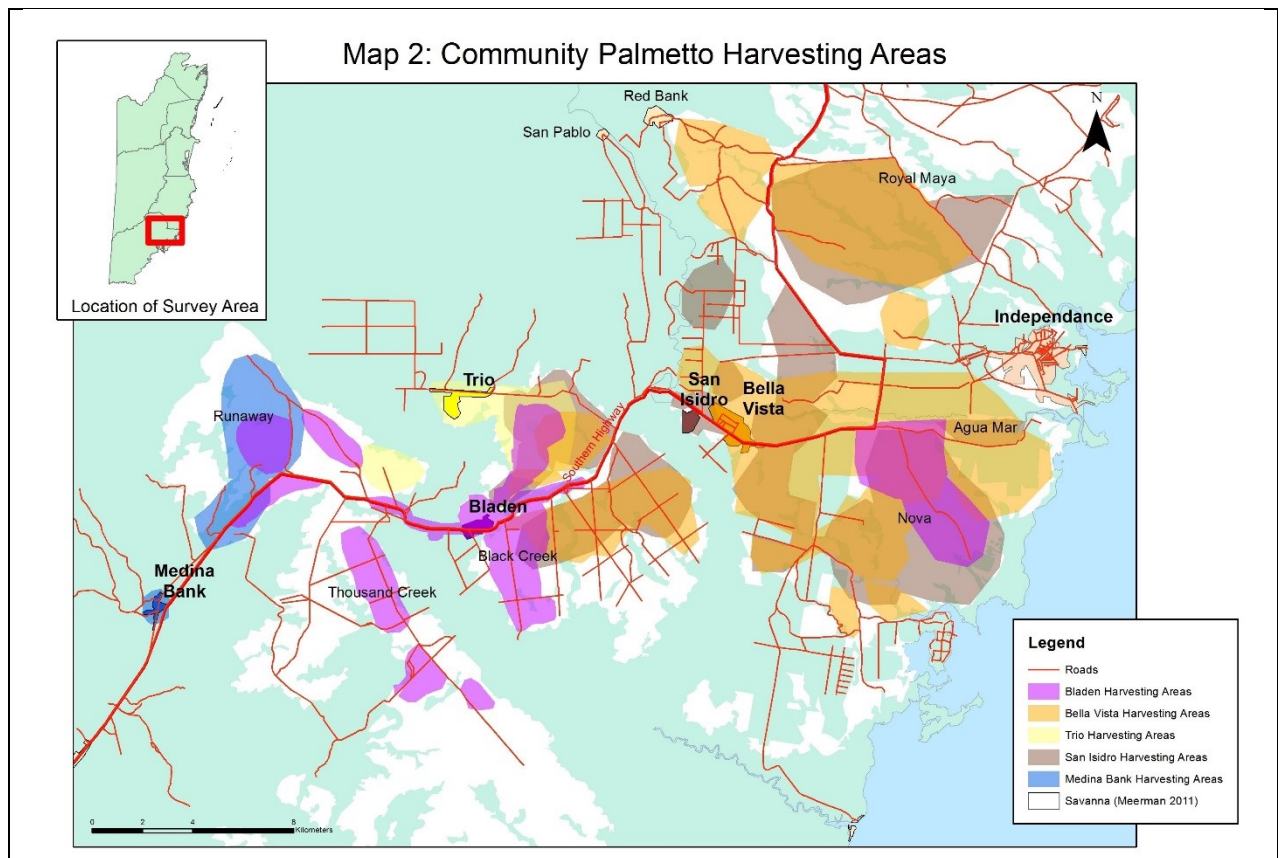 Map 2: Community Palmetto Harvesting Areas
Location of Survey Area
N
Red Bank
San Pablo
Royal Maya
Independance
Trio
San
Isidro
Bella
Vista
Runaway
Southern Highway
Agua Mar
Bladen
Nova
Black Creek
Medina
Bank
Thousand Creek
Legend
Roads
Bladen Harvesting Areas
Bella Vista Harvesting Areas
Trio Harvesting Areas
San Isidro Harvesting Areas
Medina Bank Harvesting Areas
Savanna (Meerman 2011)
0 2 4 8
Kilometers